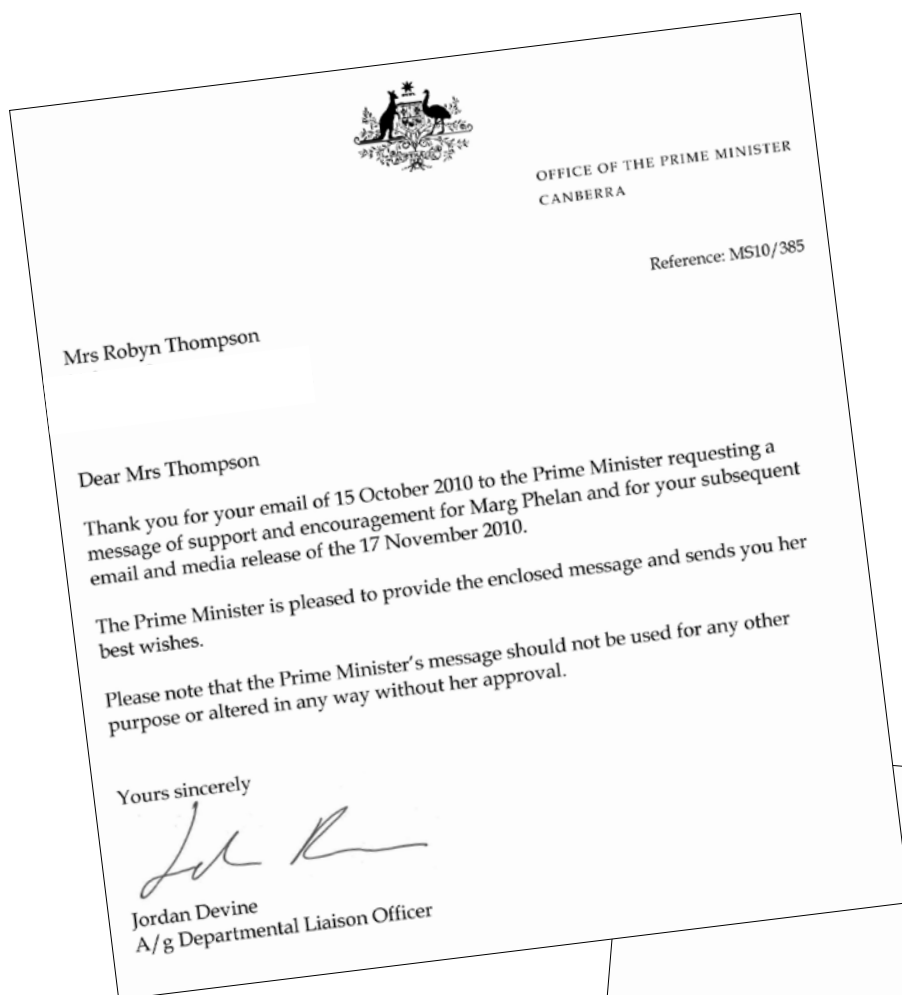 OFFICE OF THE PRIME MINISTER
CANBERRA
Reference: MS10/385
Mrs Robyn Thompson
Dear Mrs Thompson
Thank you for your email of 15 October 2010 to the Prime Minister requesting a
message of support and encouragement for Marg Phelan and for your subsequent
email and media release of the 17 November 2010.
The Prime Minister is pleased to provide the enclosed message and sends you her
best wishes.
Please note that the Prime Minister's message should not be used for any other
purpose or altered in any way without her approval.
Yours sincerely
Jordan Devine
A/g Departmental Liaison Officer